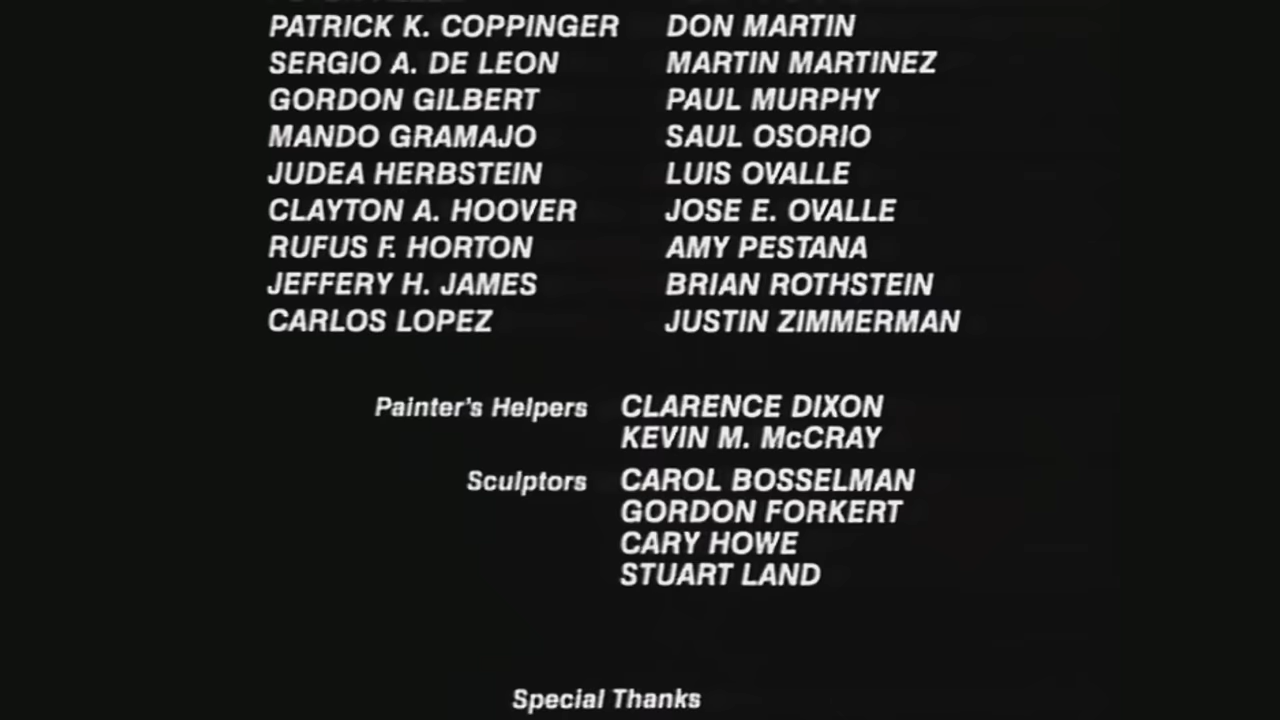 PATRICK K. COPPINGER DON MARTIN
SERGIO A. DE LEON MARTIN MARTINEZ
GORDON GILBERT PAUL MURPHY
MANDO GRAMAJO SAUL OSORIO
JUDEA HERBSTEIN LUIS OVALLE
CLAYTON A. HOOVER JOSE E. OVALLE
RUFUS F. HORTON AMY PESTANA
JEFFERY H. JAMES BRIAN ROTHSTEIN
CARLOS LOPEZ JUSTIN ZIMMERMAN
Painter's Helpers CLARENCE DIXON
KEVIN M. McCRAY
Sculptors CAROL BOSSELMAN
GORDON FORKERT
CARY HOWE
STUART LAND
Special Thanks